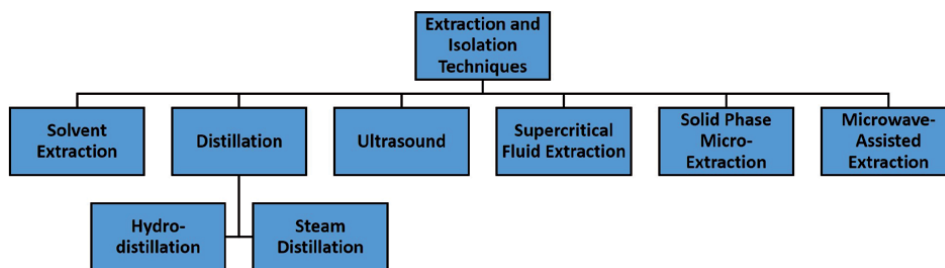 Extraction and
Isolation
Techniques
Solvent
Extraction
Distillation
Ultrasound
Supercritical
Fluid Extraction
Solid Phase
Micro-
Extraction
Microwave-
Assisted
Extraction
Hydro-
distillation
Steam
Distillation